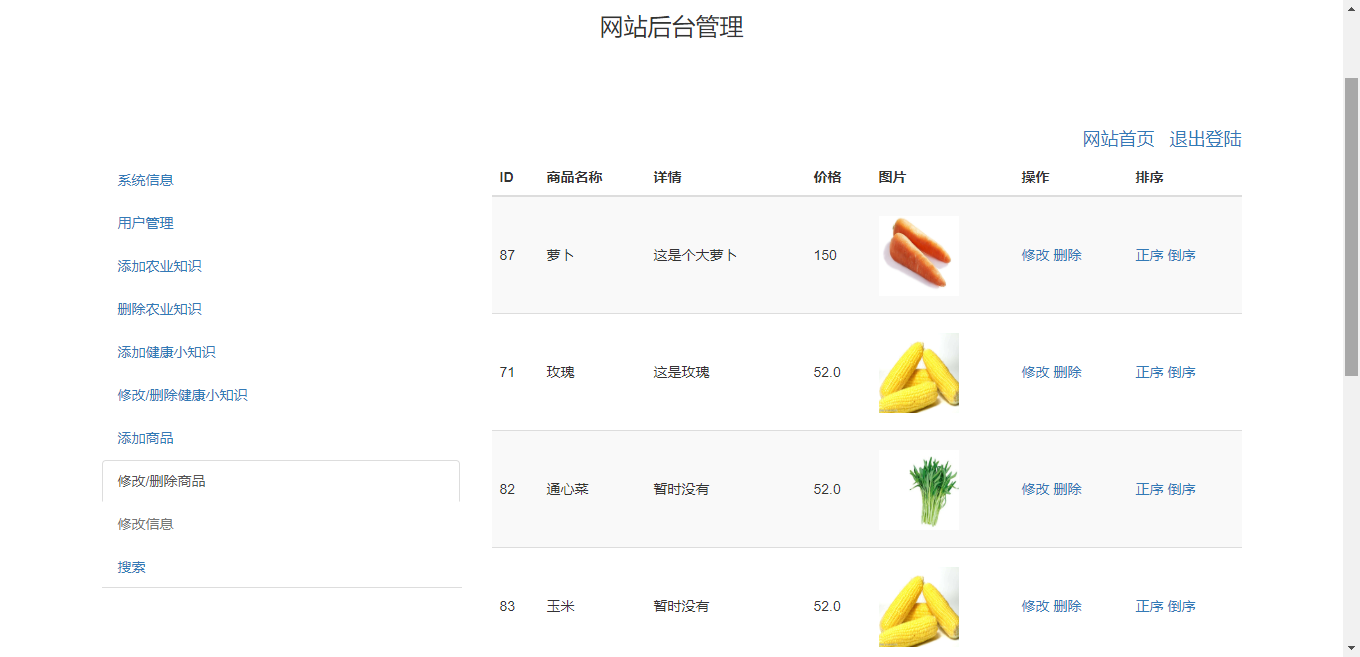 网站后台管理
网站首页 退出登陆
系统信息
用户管理
添加农业知识
删除农业知识
添加健康小知识
修改/删除健康小知识
添加商品
修改/删除商品
修改信息
搜索
ID 商品名称 详情 价格 图片 操作 排序
87 萝卜 这是个大萝卜 150 修改 删除 正序 倒序
71 玫瑰 这是玫瑰 52.0 修改 删除 正序 倒序
82 通心菜 暂时没有 52.0 修改 删除 正序 倒序
83 玉米 暂时没有 52.0 修改 删除 正序 倒序